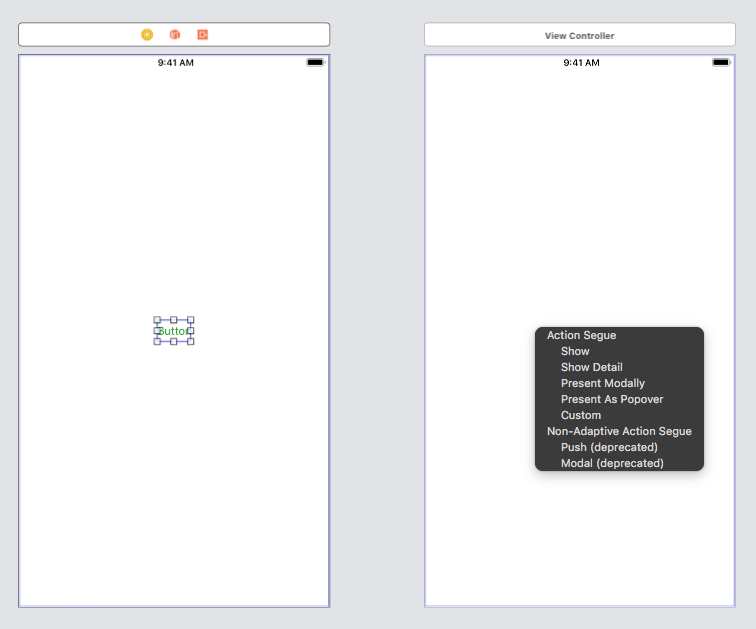 View Controller
9:41 AM
9:41 AM
Button
Action Segue
Show
Show Detail
Present Modally
Present As Popover
Custom
Non-Adaptive Action Segue
Push (deprecated)
Modal (deprecated)